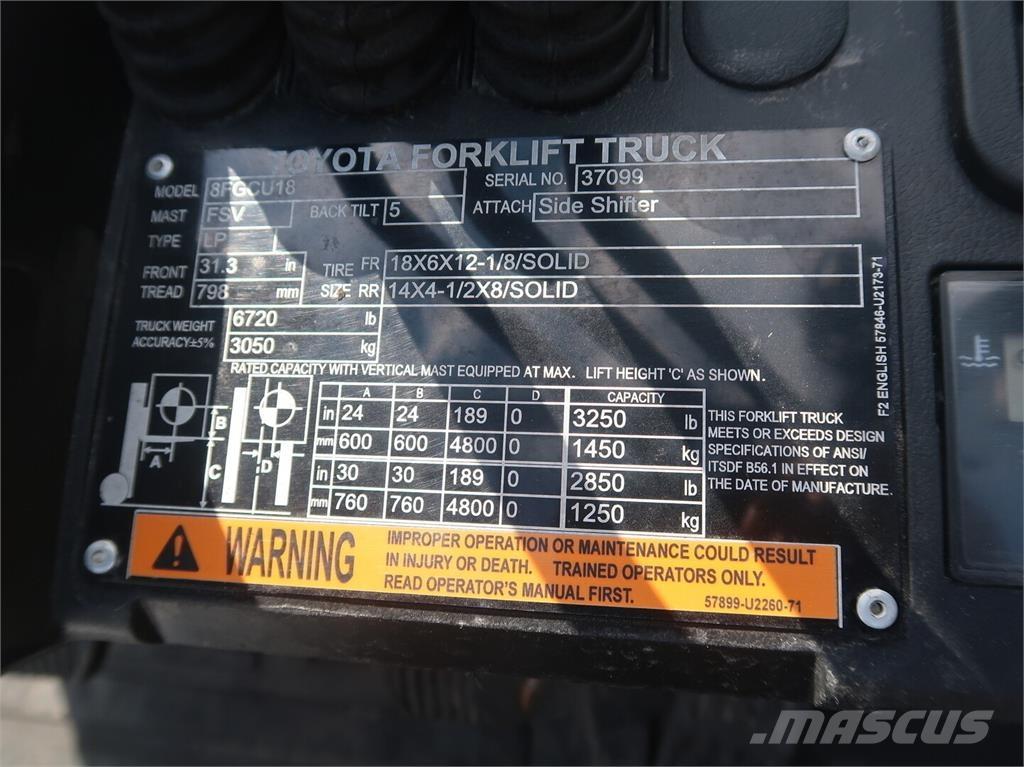 TOYOTA FORKLIFT TRUCK
MODEL 8FGCU18 SERIAL NO. 37099
MAST FSV BACK TILT 5 ATTACH Side Shifter
TYPE LP
FRONT TREAD 31.3 in TIRE SIZE FR 18X6X12-1/8/SOLID
798 mm RR 14X4-1/2X8/SOLID
TRUCK WEIGHT 6720 lb
ACCURACY±5% 3050 kg
RATED CAPACITY WITH VERTICAL MAST EQUIPPED AT MAX. LIFT HEIGHT 'C' AS SHOWN.
A B C D CAPACITY
in 24 24 189 0 3250 lb
mm 600 600 4800 0 1450 kg
in 30 30 189 0 2850 lb
mm 760 760 4800 0 1250 kg
A B C D
THIS FORKLIFT TRUCK
MEETS OR EXCEEDS DESIGN
SPECIFICATIONS OF ANSI/
ITSDF B56.1 IN EFFECT ON
THE DATE OF MANUFACTURE.
F2 ENGLISH 57846-U2173-71
WARNING
IMPROPER OPERATION OR MAINTENANCE COULD RESULT
IN INJURY OR DEATH. TRAINED OPERATORS ONLY.
READ OPERATOR'S MANUAL FIRST. 57899-U2260-71
MASCUS